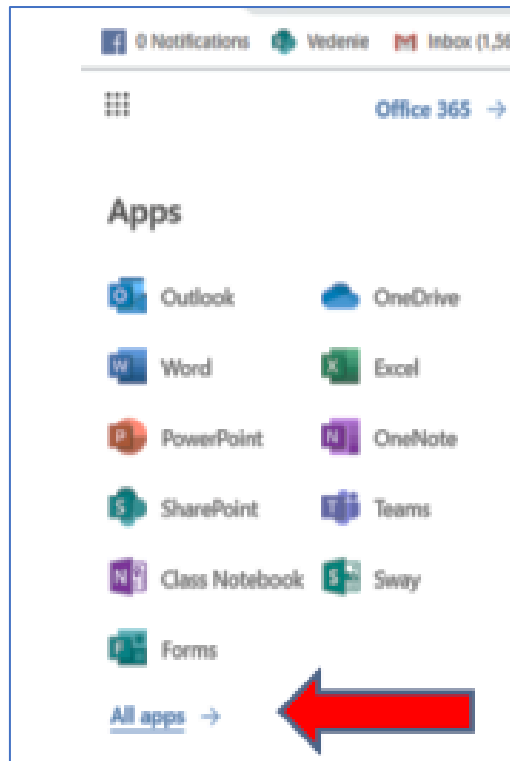 0 Notifications Vedenie Inbox (1,56
Office 365 →
Apps
Outlook OneDrive
Word Excel
PowerPoint OneNote
SharePoint Teams
Class Notebook Sway
Forms
All apps →